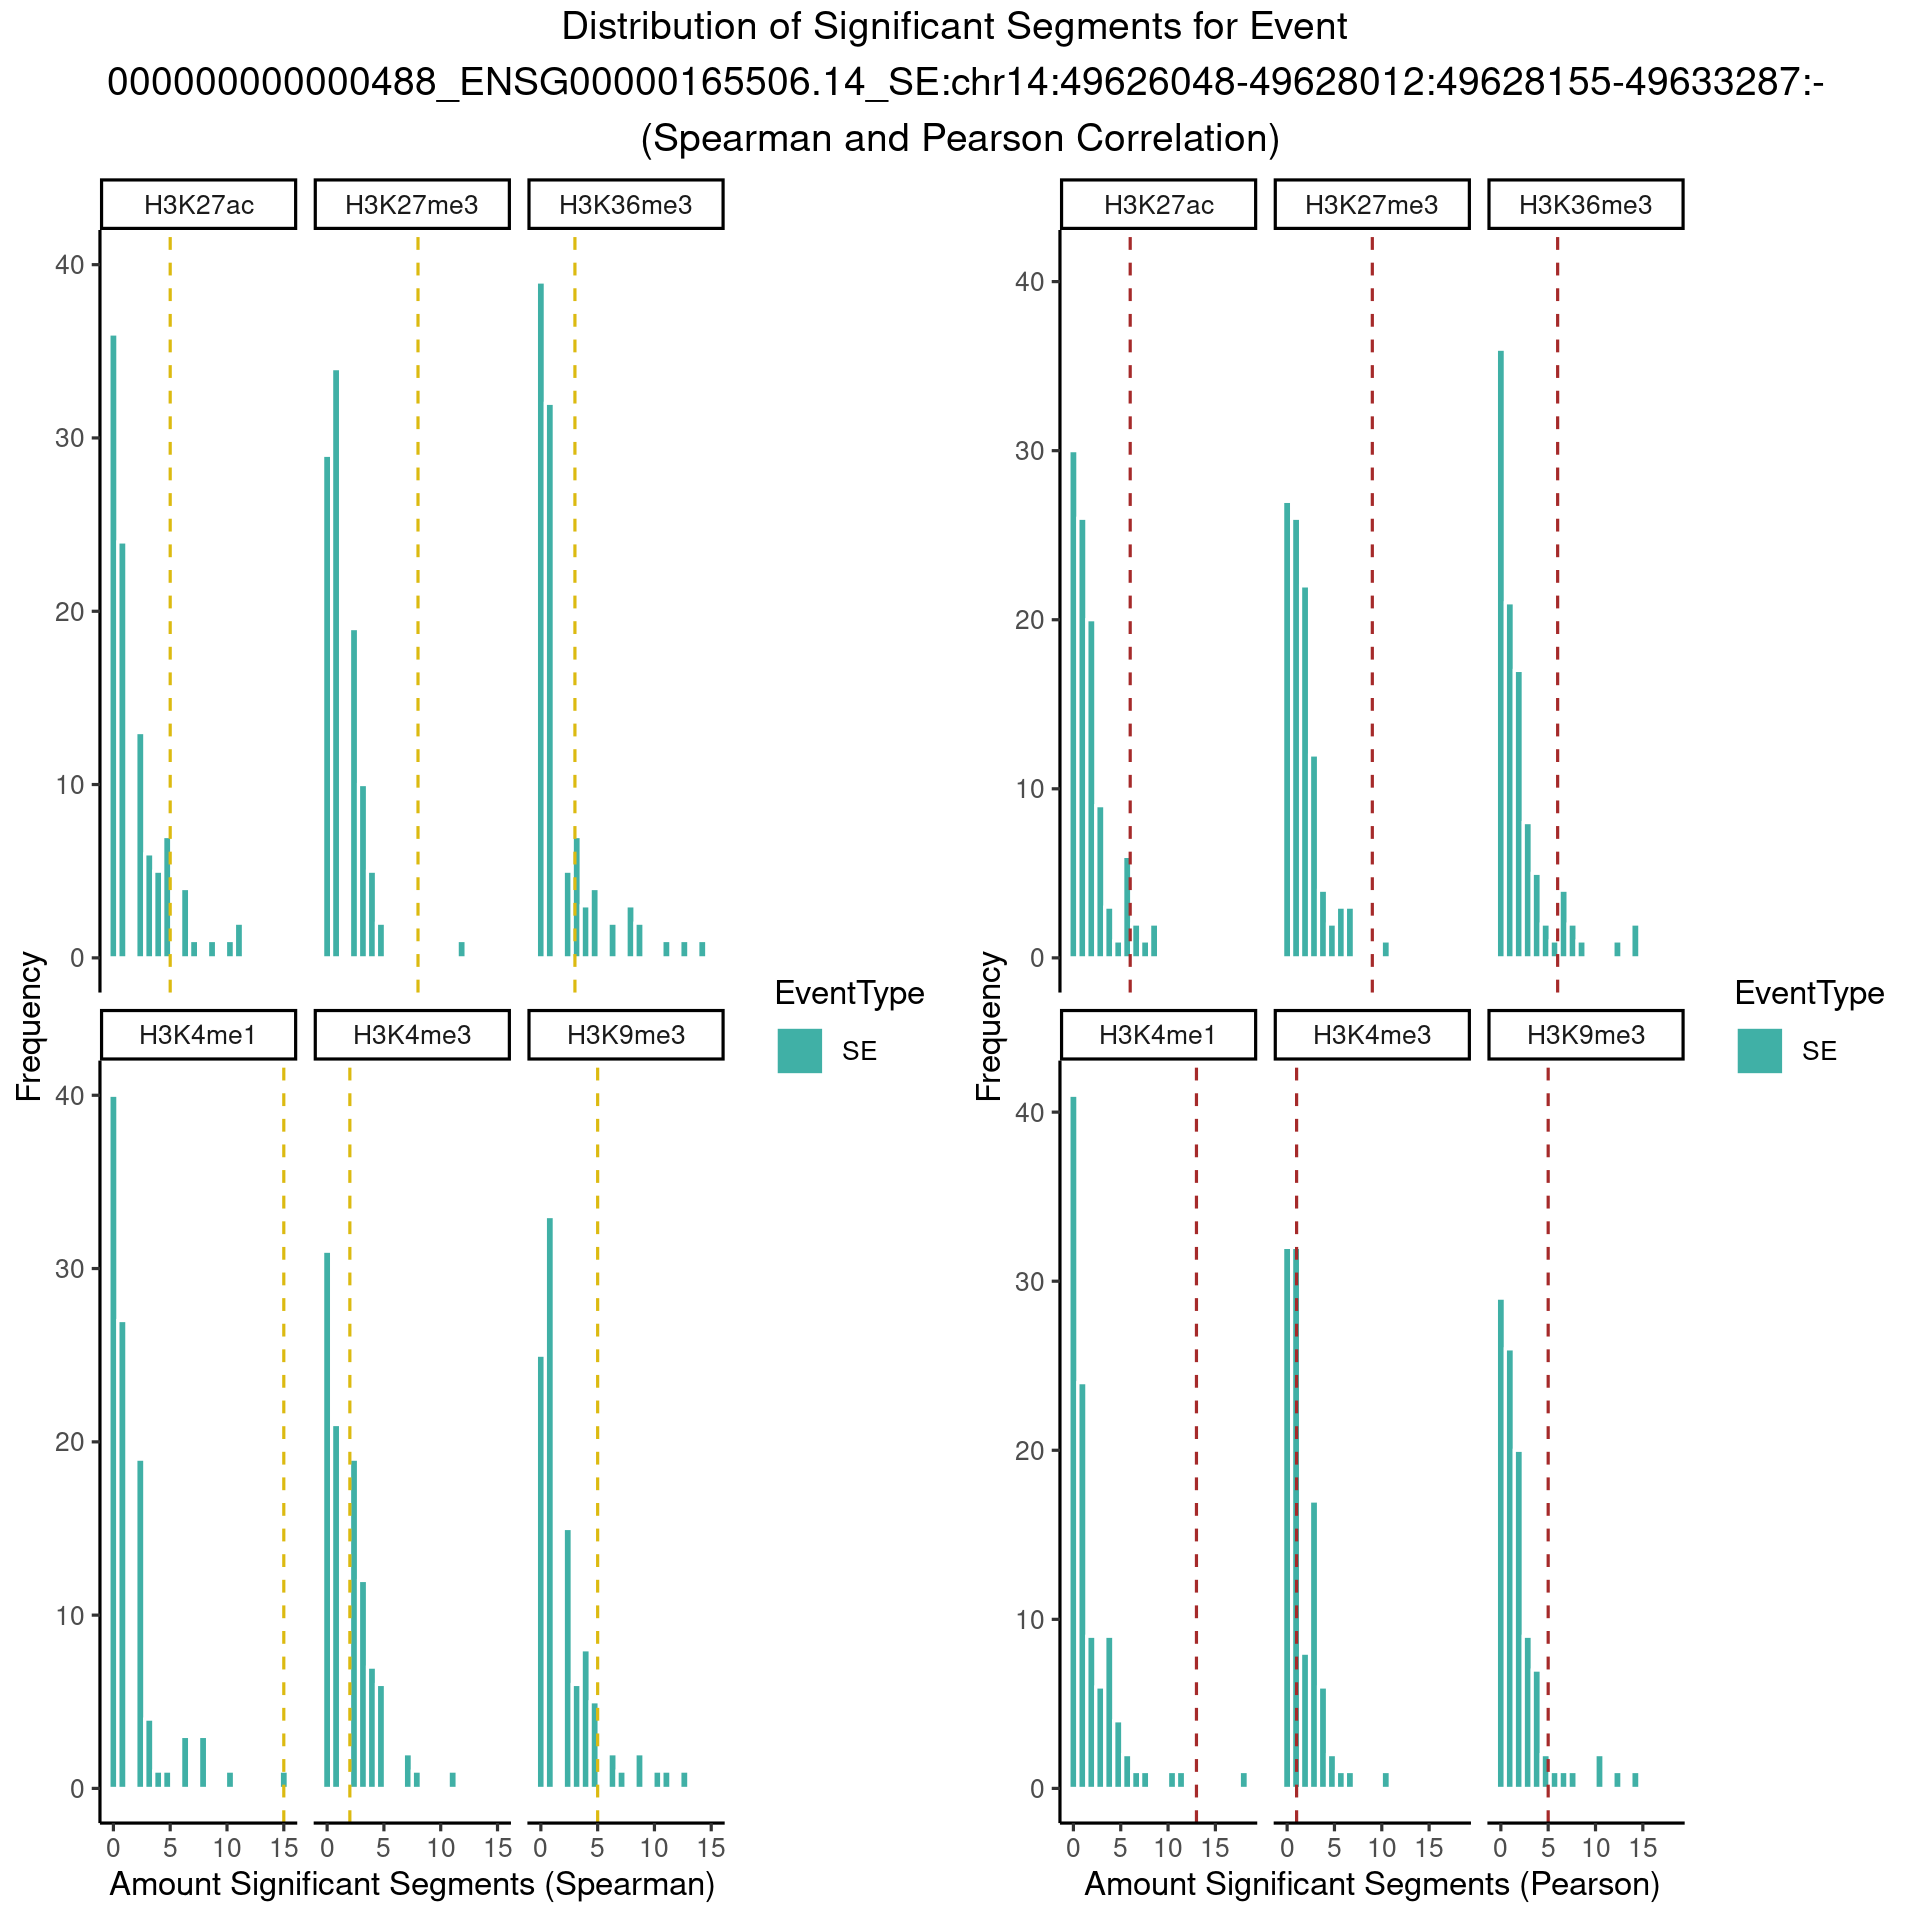 Distribution of Significant Segments for Event
000000000000488_ENSG00000165506.14_SE:chr14:49626048-49628012:49628155-49633287:-
(Spearman and Pearson Correlation)
H3K27ac H3K27me3 H3K36me3
40
30
20
10
0
H3K4me1 H3K4me3 H3K9me3
40
30
20
10
0
0 5 10 15 0 5 10 15 0 5 10 15
Frequency
Amount Significant Segments (Spearman)
EventType
SE
H3K27ac H3K27me3 H3K36me3
40
30
20
10
0
H3K4me1 H3K4me3 H3K9me3
40
30
20
10
0
0 5 10 15 0 5 10 15 0 5 10 15
Frequency
Amount Significant Segments (Pearson)
EventType
SE